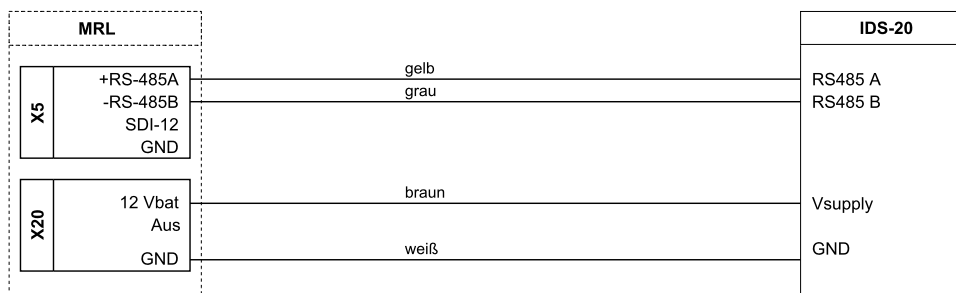 MRL
IDS-20
X5
+RS-485A
gelb
RS485 A
-RS-485B
grau
RS485 B
SDI-12
GND
X20
12 Vbat
braun
Vsupply
Aus
GND
weiß
GND